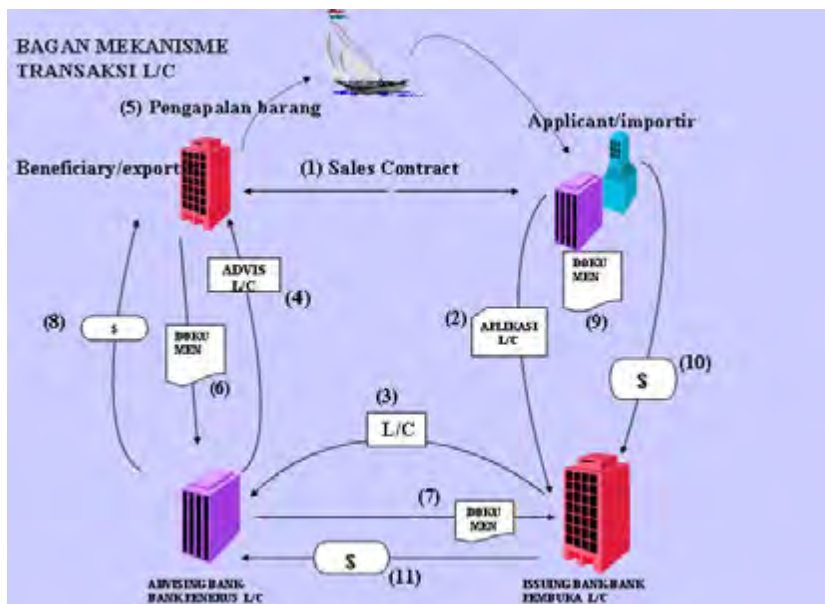 BAGAN MEKANISME
TRANSAKSI L/C
(5) Pengapalan barang
Applicant/importir
Beneficiary/export
(1) Sales Contract
ADVIS
L/C
(4)
DOKU
MEN
(9)
(2)
APLIKASI
L/C
(8)
$
DOKU
MEN
(6)
(10)
$
(3)
L/C
(7)
DOKU
MEN
$
(11)
ADVISING BANK-
BANK PENERUS L/C
ISSUING BANK-BANK
PEMBUKA L/C